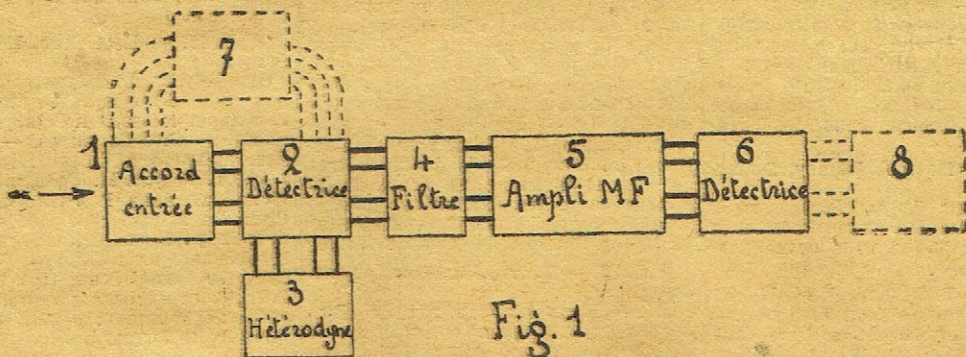 7
1
Accord
entrée
2
Détectrice
4
Filtre
5
Ampli MF
6
Détectrice
8
3
Hétérodyne
Fig. 1